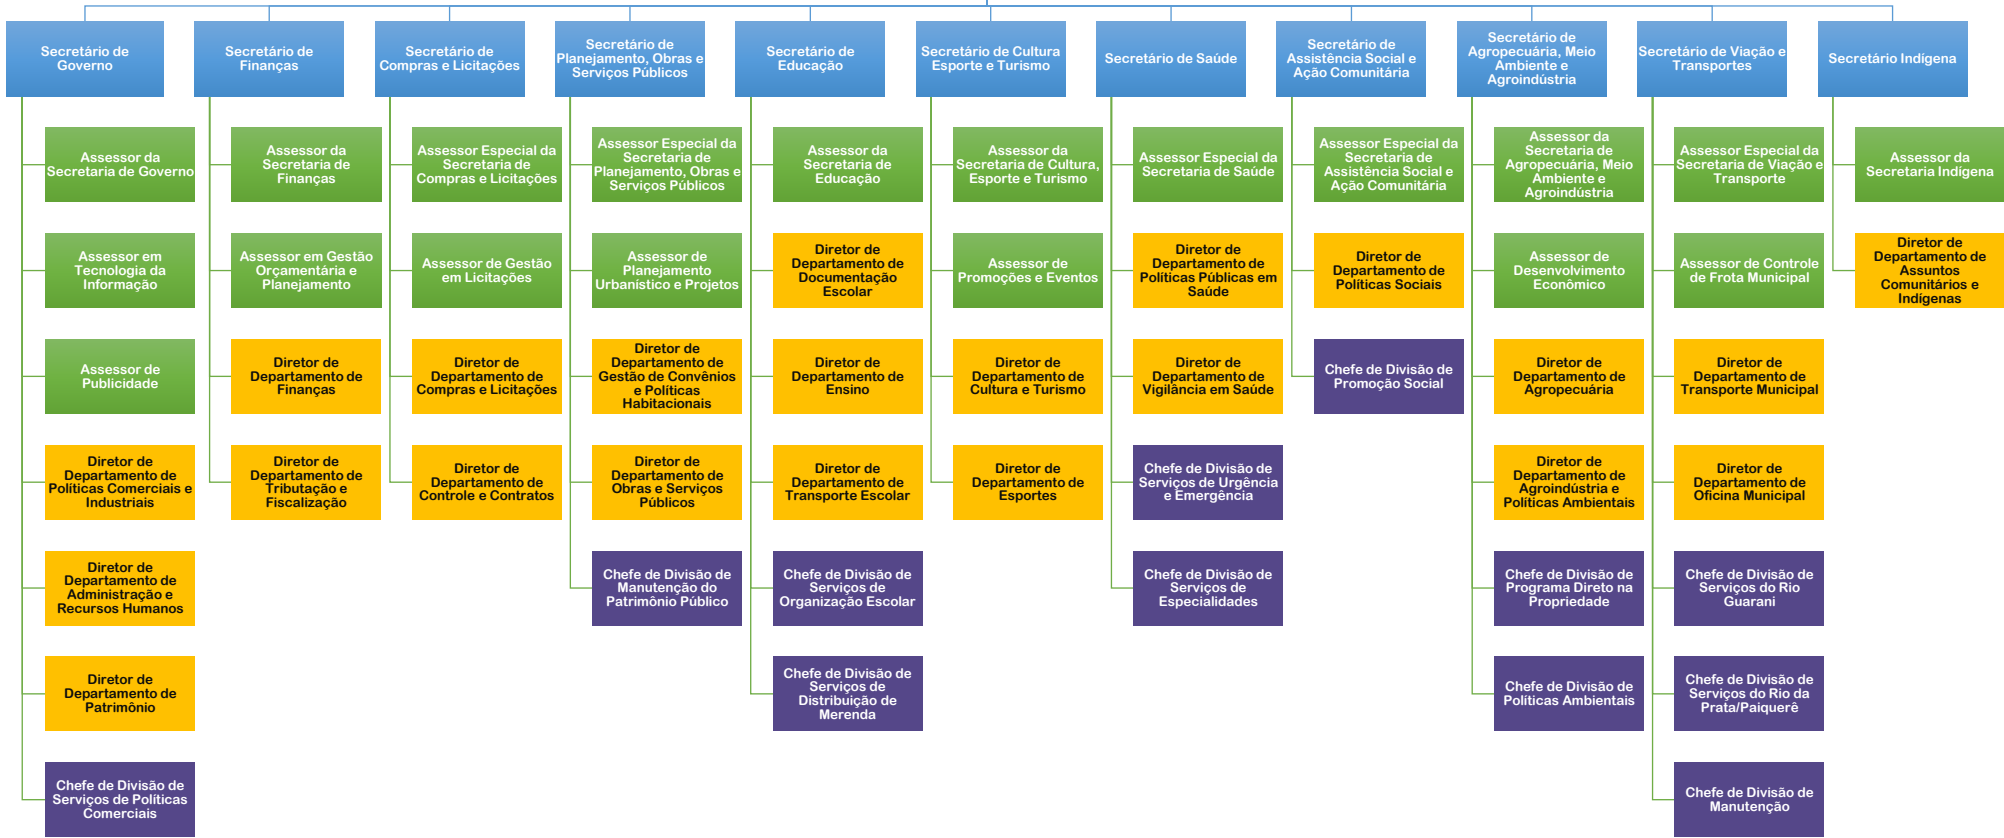 Secretário de
Governo
Secretário de
Finanças
Secretário de
Compras e Licitações
Secretário de
Planejamento, Obras e
Serviços Públicos
Secretário de
Educação
Secretário de Cultura
Esporte e Turismo
Secretário de Saúde
Secretário de
Assistência Social e
Ação Comunitária
Secretário de
Agropecuária, Meio
Ambiente e
Agroindústria
Secretário de Viação e
Transportes
Secretário Indígena
Assessor da
Secretaria de Governo
Assessor da
Secretaria de
Finanças
Assessor Especial da
Secretaria de
Compras e Licitações
Assessor Especial da
Secretaria de
Planejamento, Obras e
Serviços Públicos
Assessor da
Secretaria de
Educação
Assessor da
Secretaria de Cultura,
Esporte e Turismo
Assessor Especial da
Secretaria de Saúde
Assessor Especial da
Secretaria de
Assistência Social e
Ação Comunitária
Assessor da
Secretaria de
Agropecuária, Meio
Ambiente e
Agroindústria
Assessor Especial da
Secretaria de Viação e
Transporte
Assessor da
Secretaria Indígena
Assessor em
Tecnologia da
Informação
Assessor em Gestão
Orçamentária e
Planejamento
Assessor de Gestão
em Licitações
Assessor de
Planejamento
Urbanístico e Projetos
Diretor de
Departamento de
Documentação
Escolar
Assessor de
Promoções e Eventos
Diretor de
Departamento de
Políticas Públicas em
Saúde
Diretor de
Departamento de
Políticas Sociais
Assessor de
Desenvolvimento
Econômico
Assessor de Controle
de Frota Municipal
Diretor de
Departamento de
Assuntos
Comunitários e
Indígenas
Assessor de
Publicidade
Diretor de
Departamento de
Finanças
Diretor de
Departamento de
Compras e Licitações
Diretor de
Departamento de
Gestão de Convênios
e Políticas
Habitacionais
Diretor de
Departamento de
Ensino
Diretor de
Departamento de
Cultura e Turismo
Diretor de
Departamento de
Vigilância em Saúde
Chefe de Divisão de
Promoção Social
Diretor de
Departamento de
Agropecuária
Diretor de
Departamento de
Transporte Municipal
Diretor de
Departamento de
Políticas Comerciais e
Industriais
Diretor de
Departamento de
Tributação e
Fiscalização
Diretor de
Departamento de
Controle e Contratos
Diretor de
Departamento de
Obras e Serviços
Públicos
Diretor de
Departamento de
Transporte Escolar
Diretor de
Departamento de
Esportes
Chefe de Divisão de
Serviços de Urgência
e Emergência
Diretor de
Departamento de
Agroindústria e
Políticas Ambientais
Diretor de
Departamento de
Oficina Municipal
Diretor de
Departamento de
Administração e
Recursos Humanos
Chefe de Divisão de
Manutenção do
Patrimônio Público
Chefe de Divisão de
Serviços de
Organização Escolar
Chefe de Divisão de
Serviços de
Especialidades
Chefe de Divisão de
Programa Direto na
Propriedade
Chefe de Divisão de
Serviços do Rio
Guarani
Diretor de
Departamento de
Patrimônio
Chefe de Divisão de
Serviços de
Distribuição de
Merenda
Chefe de Divisão de
Políticas Ambientais
Chefe de Divisão de
Serviços do Rio da
Prata/Paiquerê
Chefe de Divisão de
Serviços de Políticas
Comerciais
Chefe de Divisão de
Manutenção